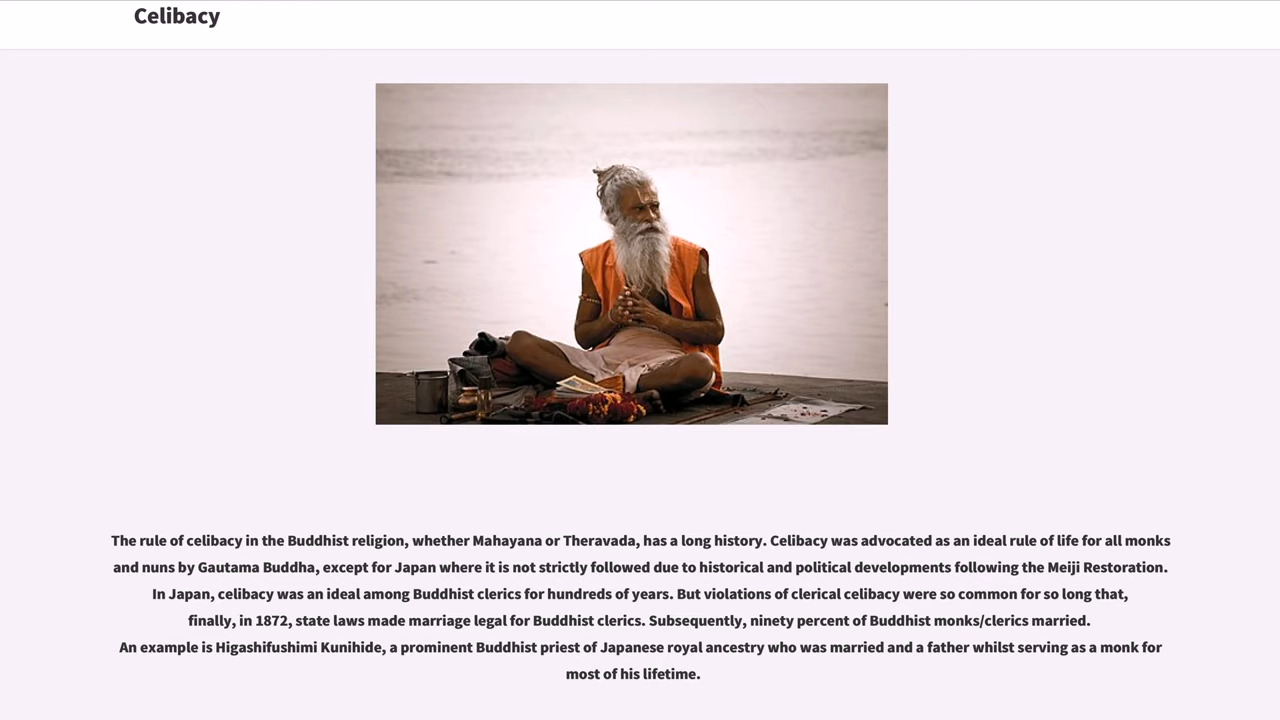 Celibacy
The rule of celibacy in the Buddhist religion, whether Mahayana or Theravada, has a long history. Celibacy was advocated as an ideal rule of life for all monks
and nuns by Gautama Buddha, except for Japan where it is not strictly followed due to historical and political developments following the Meiji Restoration.
In Japan, celibacy was an ideal among Buddhist clerics for hundreds of years. But violations of clerical celibacy were so common for so long that,
finally, in 1872, state laws made marriage legal for Buddhist clerics. Subsequently, ninety percent of Buddhist monks/clerics married.
An example is Higashifushimi Kunihide, a prominent Buddhist priest of Japanese royal ancestry who was married and a father whilst serving as a monk for
most of his lifetime.